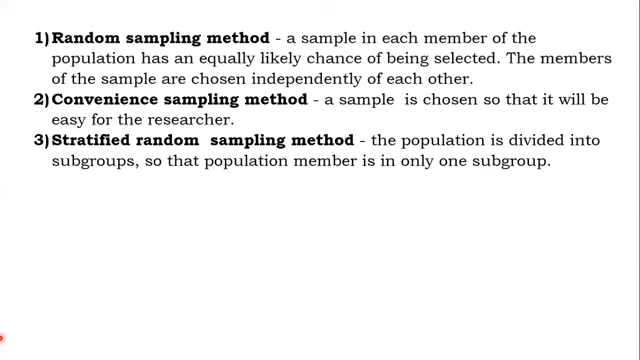 1) Random sampling method - a sample in each member of the
population has an equally likely chance of being selected. The members
of the sample are chosen independently of each other.
2) Convenience sampling method - a sample is chosen so that it will be
easy for the researcher.
3) Stratified random sampling method - the population is divided into
subgroups, so that population member is in only one subgroup.